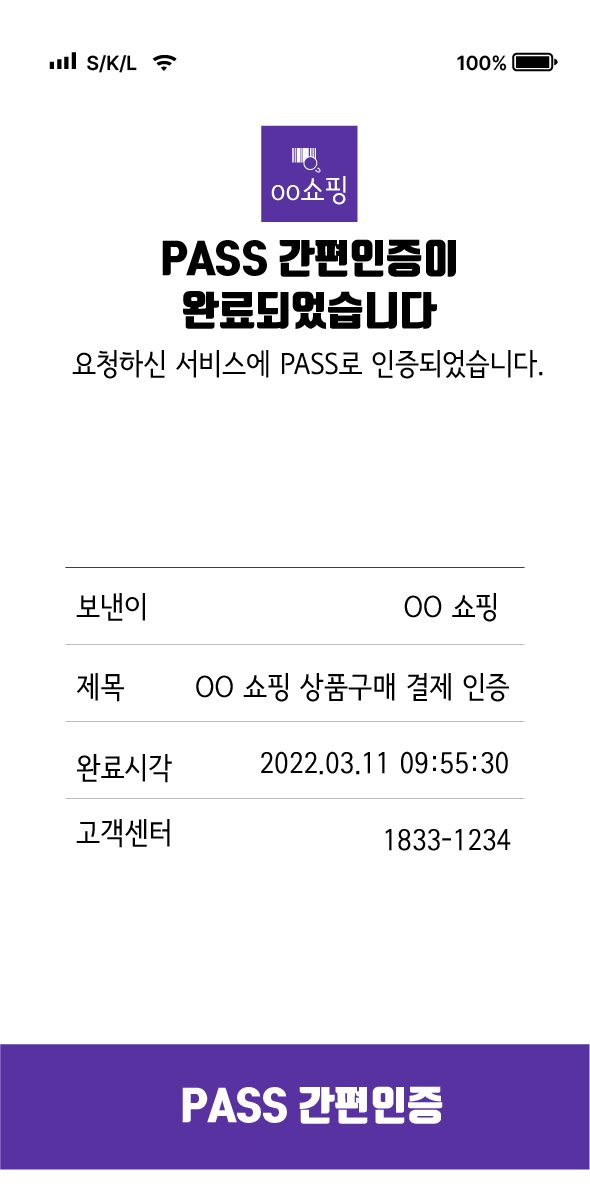 S/K/L 100%
oo쇼핑
PASS 간편인증이
완료되었습니다
요청하신 서비스에 PASS로 인증되었습니다.
보낸이 OO 쇼핑
제목 OO 쇼핑 상품구매 결제 인증
완료시각 2022.03.11 09:55:30
고객센터 1833-1234
PASS 간편인증